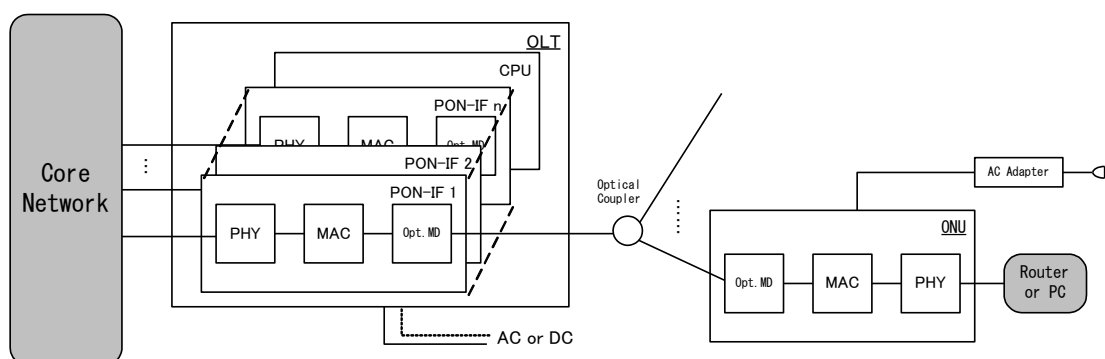 Core
Network
OLT
CPU
PON-IF n
PHY
MAC
Opt.MD
PON-IF 2
PON-IF 1
PHY
MAC
Opt.MD
AC or DC
Optical
Coupler
AC Adapter
ONU
Opt.MD
MAC
PHY
Router
or PC